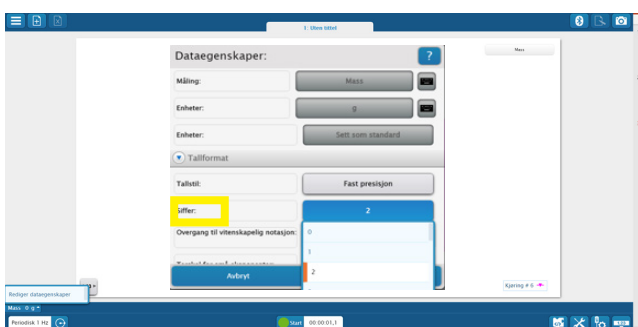 1: Uten tittel
Mass
Dataegenskaper:
?
Måling:
Mass
Enheter:
g
Enheter:
Sett som standard
Tallformat
Tallstil:
Fast presisjon
Siffer:
2
Overgang til vitenskapelig notasjon:
0
1
2
Avbryt
Kjøring # 6
Rediger dataegenskaper
Mass 0 g
Periodisk 1 Hz
Start
00:00:01,1